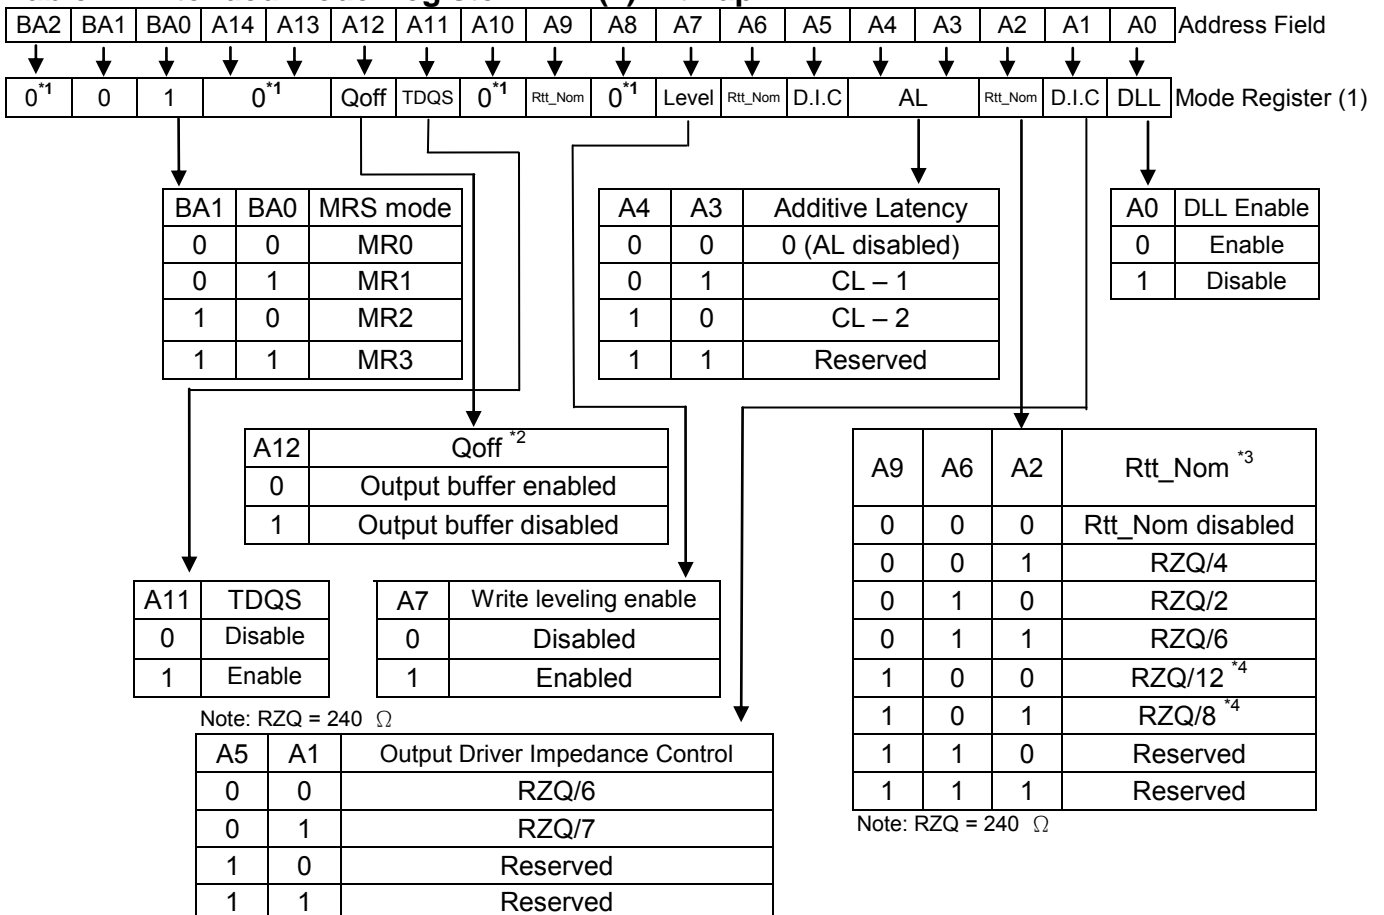 BA2 BA1 BA0 A14 A13 A12 A11 A10 A9 A8 A7 A6 A5 A4 A3 A2 A1 A0 Address Field
0*1 0 1 0*1 Qoff TDQS 0*1 Rtt_Nom 0*1 Level Rtt_Nom D.I.C AL Rtt_Nom D.I.C DLL Mode Register (1)
BA1 BA0 MRS mode
0 0 MR0
0 1 MR1
1 0 MR2
1 1 MR3
A4 A3 Additive Latency
0 0 0 (AL disabled)
0 1 CL – 1
1 0 CL – 2
1 1 Reserved
A0 DLL Enable
0 Enable
1 Disable
A12 Qoff *2
0 Output buffer enabled
1 Output buffer disabled
A9 A6 A2 Rtt_Nom *3
0 0 0 Rtt_Nom disabled
0 0 1 RZQ/4
0 1 0 RZQ/2
0 1 1 RZQ/6
1 0 0 RZQ/12 *4
1 0 1 RZQ/8 *4
1 1 0 Reserved
1 1 1 Reserved
Note: RZQ = 240 Ω
A11 TDQS
0 Disable
1 Enable
A7 Write leveling enable
0 Disabled
1 Enabled
Note: RZQ = 240 Ω
A5 A1 Output Driver Impedance Control
0 0 RZQ/6
0 1 RZQ/7
1 0 Reserved
1 1 Reserved